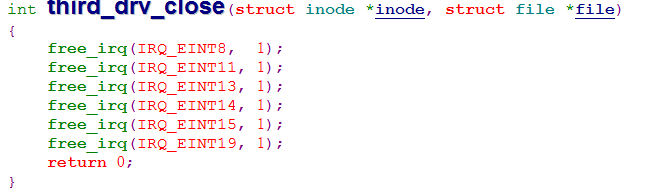 int third_drv_close(struct inode *inode, struct file *file)
{
    free_irq(IRQ_EINT8,  1);
    free_irq(IRQ_EINT11, 1);
    free_irq(IRQ_EINT13, 1);
    free_irq(IRQ_EINT14, 1);
    free_irq(IRQ_EINT15, 1);
    free_irq(IRQ_EINT19, 1);
    return 0;
}